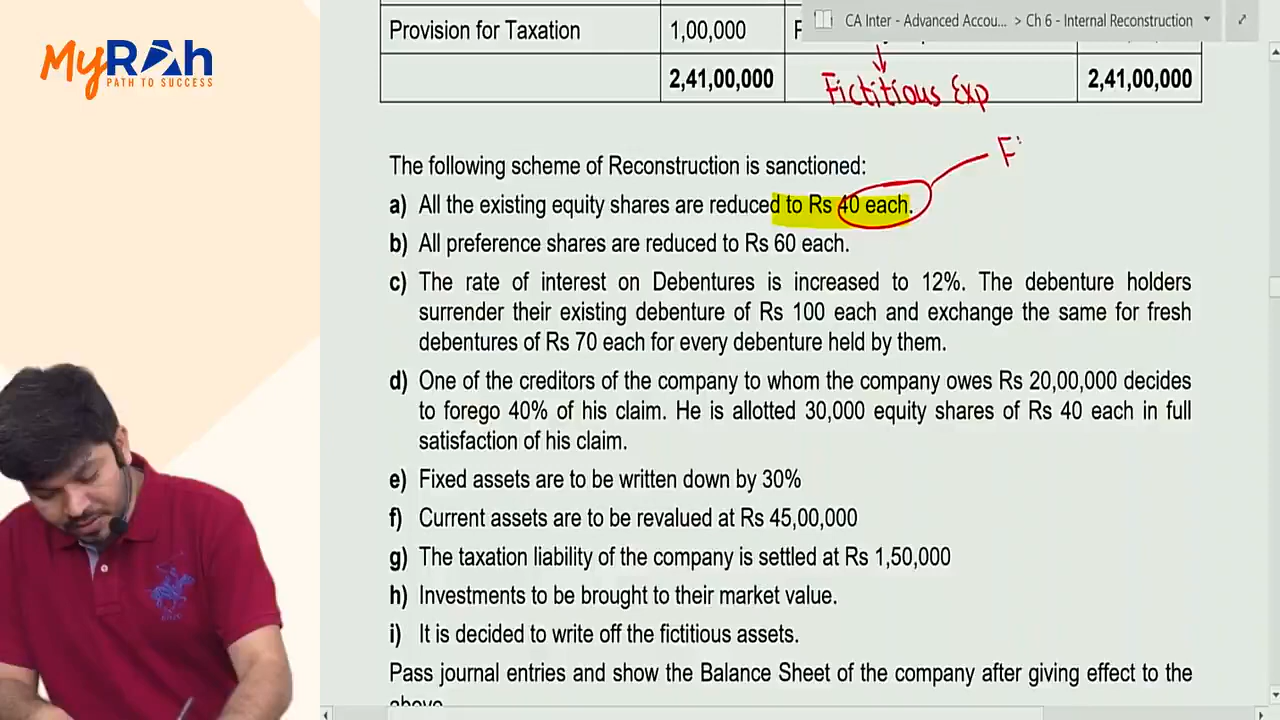 MyRAh
PATH TO SUCCESS
CA Inter - Advanced Accou... > Ch 6 - Internal Reconstruction
Provision for Taxation 1,00,000
2,41,00,000 2,41,00,000
Fictitious Exp
The following scheme of Reconstruction is sanctioned:
F
a) All the existing equity shares are reduced to Rs 40 each.
b) All preference shares are reduced to Rs 60 each.
c) The rate of interest on Debentures is increased to 12%. The debenture holders
surrender their existing debenture of Rs 100 each and exchange the same for fresh
debentures of Rs 70 each for every debenture held by them.
d) One of the creditors of the company to whom the company owes Rs 20,00,000 decides
to forego 40% of his claim. He is allotted 30,000 equity shares of Rs 40 each in full
satisfaction of his claim.
e) Fixed assets are to be written down by 30%
f) Current assets are to be revalued at Rs 45,00,000
g) The taxation liability of the company is settled at Rs 1,50,000
h) Investments to be brought to their market value.
i) It is decided to write off the fictitious assets.
Pass journal entries and show the Balance Sheet of the company after giving effect to the
above